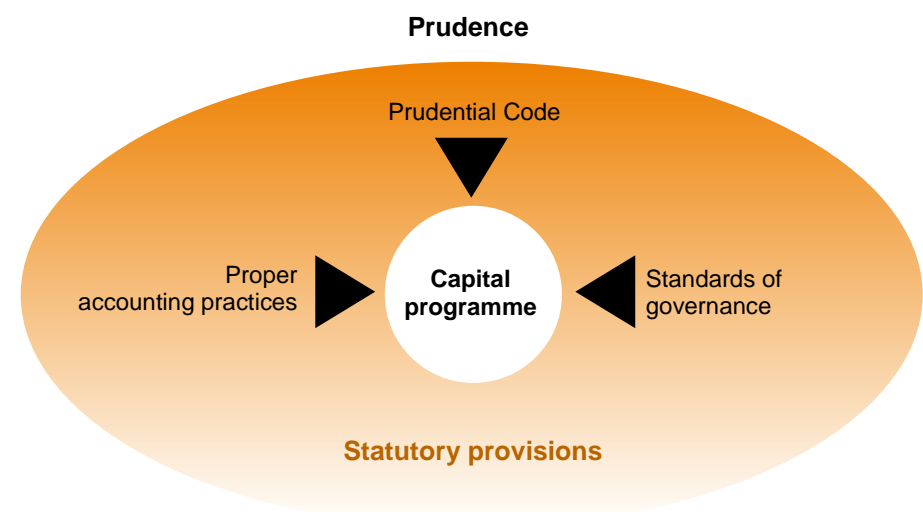 Prudence
Prudential Code
Proper
accounting practices
Capital
programme
Standards of
governance
Statutory provisions